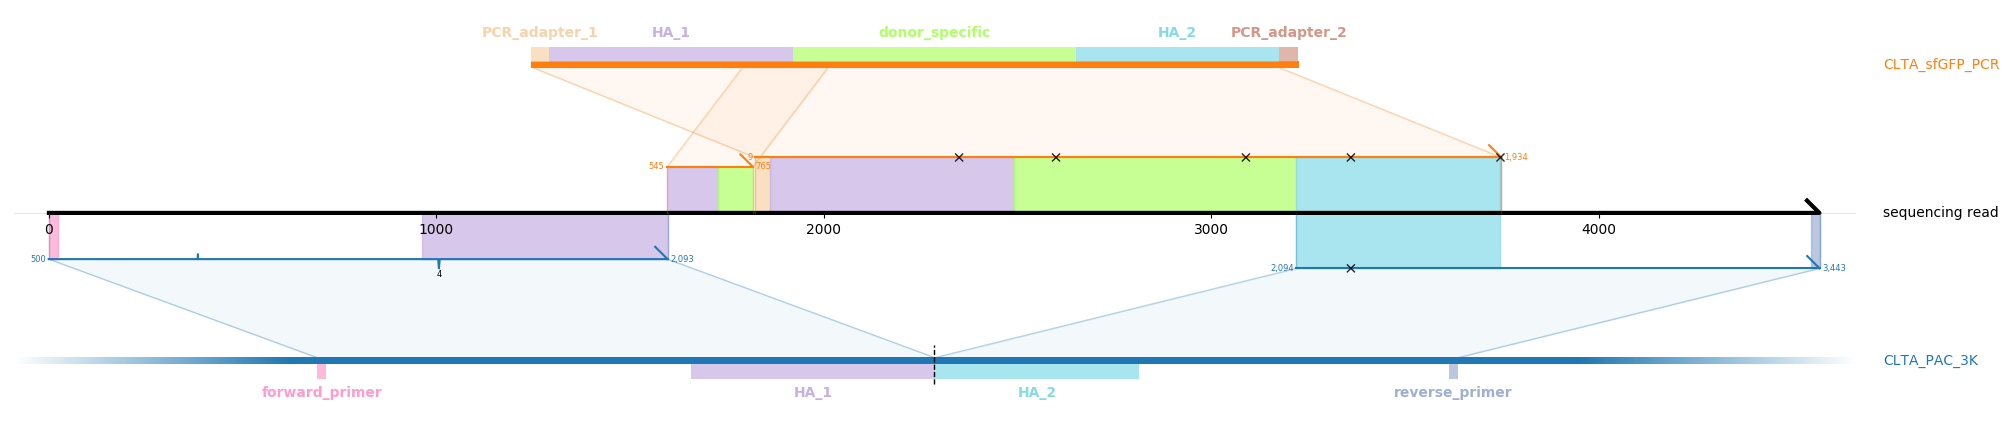 PCR_adapter_1 HA_1 donor_specific HA_2 PCR_adapter_2
CLTA_sfGFP_PCR
9 1,934
545 765
sequencing read
0 1000 2000 3000 4000
500 2,093
4
2,094 3,443
CLTA_PAC_3K
forward_primer HA_1 HA_2 reverse_primer